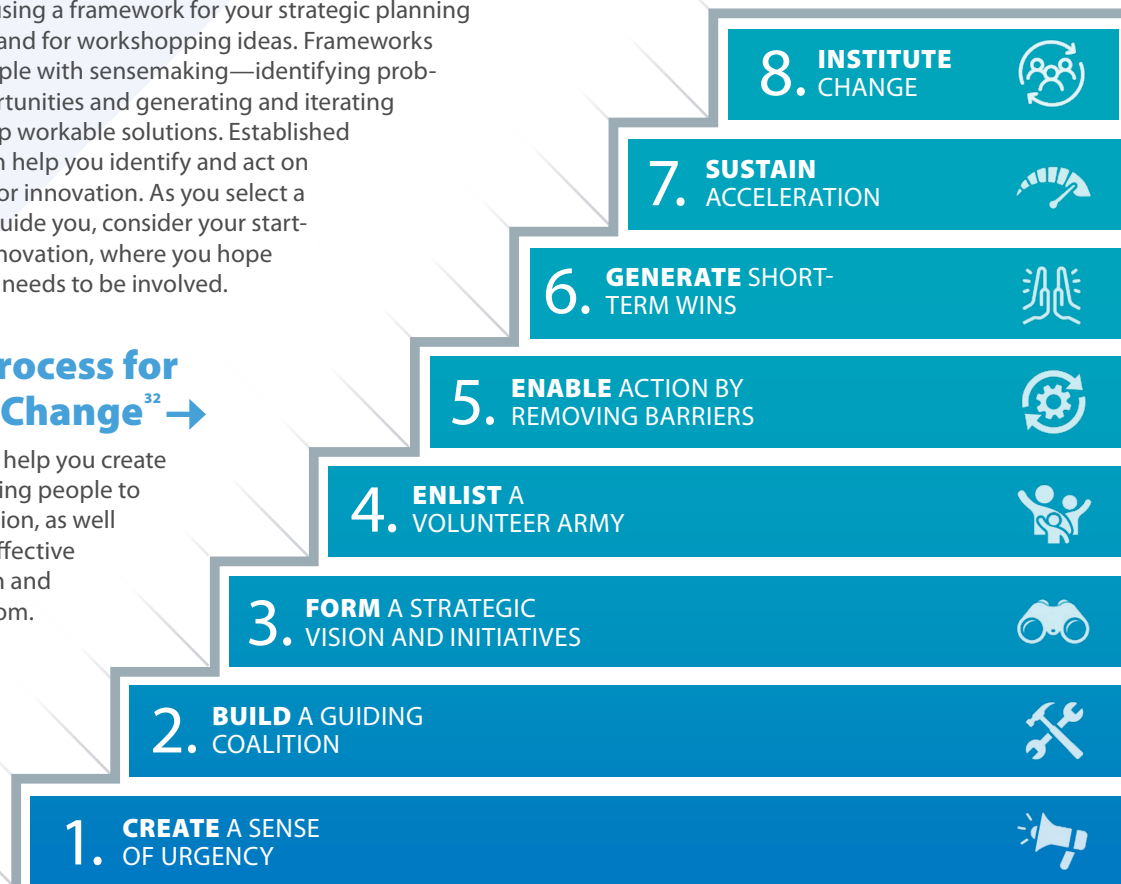 using a framework for your strategic planning
and for workshopping ideas. Frameworks
ple with sensemaking—identifying prob-
rtunities and generating and iterating
p workable solutions. Established
n help you identify and act on
or innovation. As you select a
uide you, consider your start-
novation, where you hope
needs to be involved.
rocess for
Change³² →
help you create
ing people to
ion, as well
ffective
n and
om.
8. INSTITUTE
CHANGE
7. SUSTAIN
ACCELERATION
6. GENERATE SHORT-
TERM WINS
5. ENABLE ACTION BY
REMOVING BARRIERS
4. ENLIST A
VOLUNTEER ARMY
3. FORM A STRATEGIC
VISION AND INITIATIVES
2. BUILD A GUIDING
COALITION
1. CREATE A SENSE
OF URGENCY